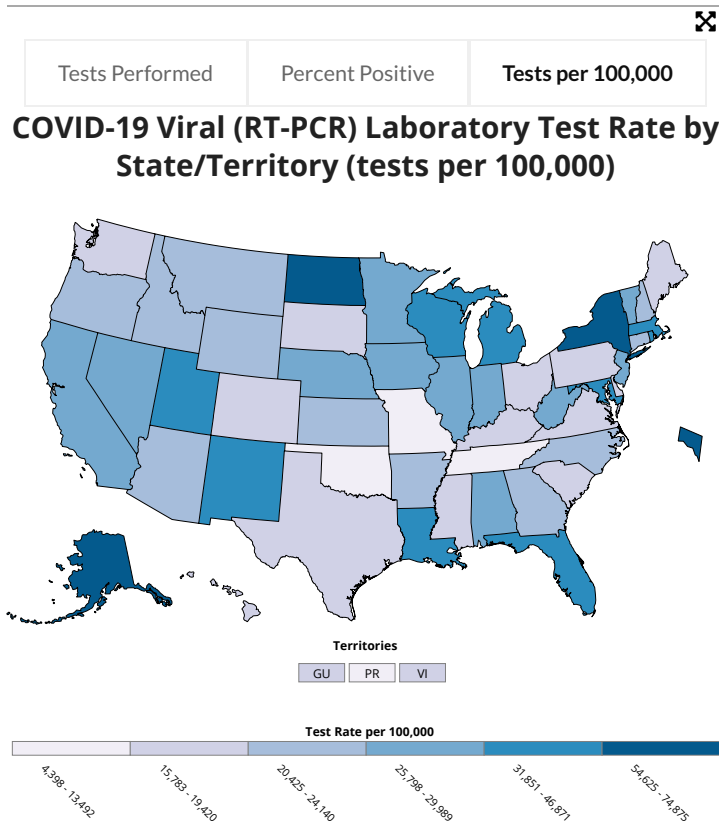 Tests Performed
Percent Positive
Tests per 100,000
COVID-19 Viral (RT-PCR) Laboratory Test Rate by
State/Territory (tests per 100,000)
Territories
GU
PR
VI
Test Rate per 100,000
4,398 - 13,492
15,783 - 19,420
20,425 - 24,140
25,798 - 29,989
31,851 - 46,871
54,625 - 74,875